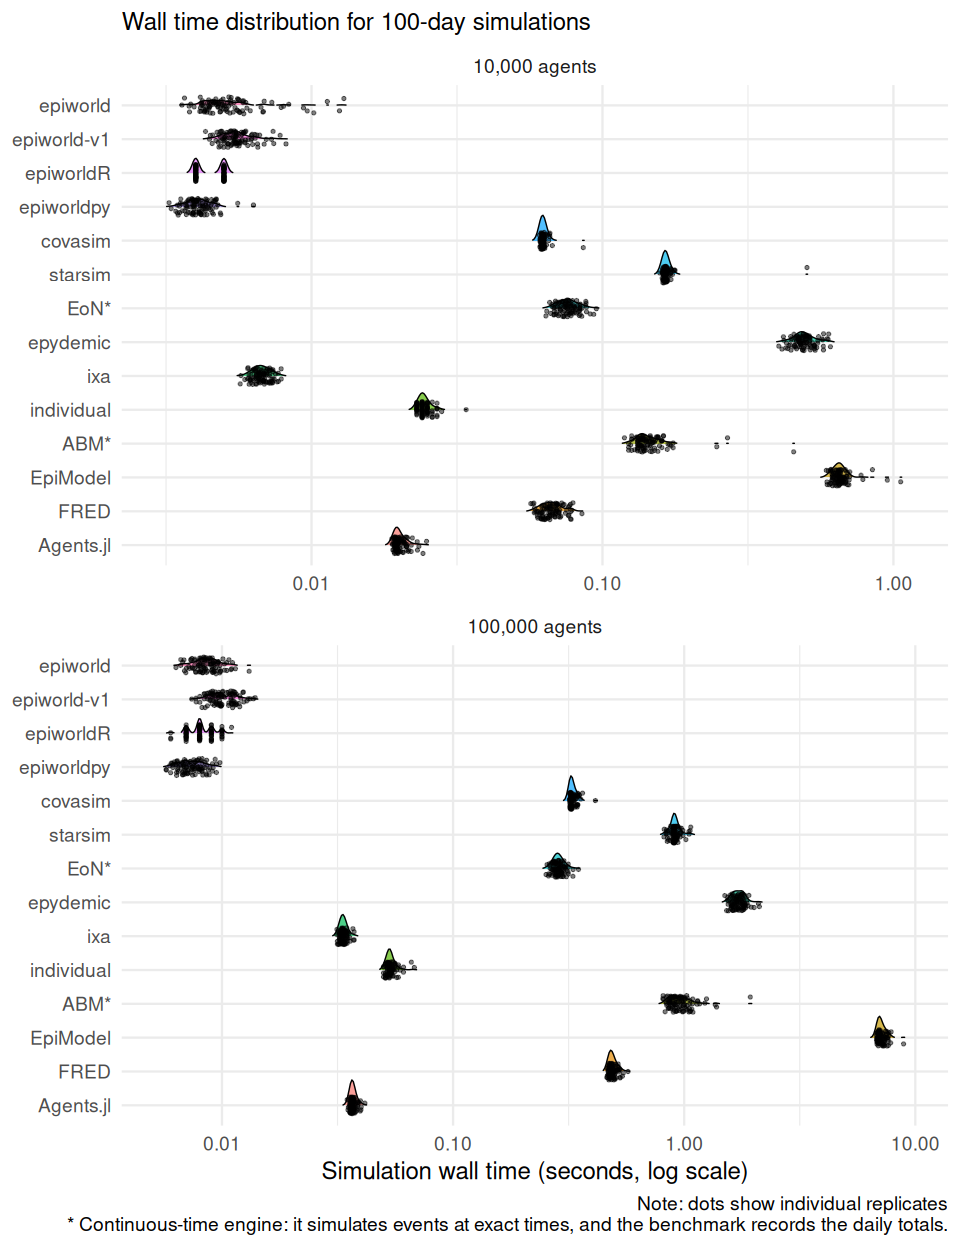 Wall time distribution for 100-day simulations
10,000 agents
epiworld
epiworld-v1
epiworldR
epiworldpy
covasim
starsim
EoN*
epydemic
ixa
individual
ABM*
EpiModel
FRED
Agents.jl
0.01 0.10 1.00
100,000 agents
epiworld
epiworld-v1
epiworldR
epiworldpy
covasim
starsim
EoN*
epydemic
ixa
individual
ABM*
EpiModel
FRED
Agents.jl
0.01 0.10 1.00 10.00
Simulation wall time (seconds, log scale)
Note: dots show individual replicates
* Continuous-time engine: it simulates events at exact times, and the benchmark records the daily totals.